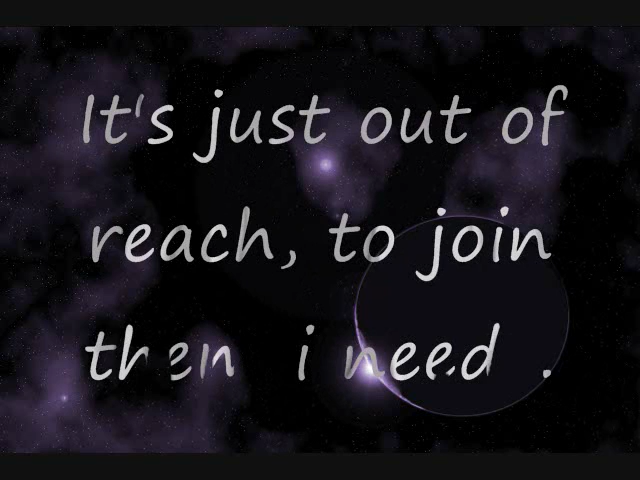 It's just out of
reach, to join
then i need .